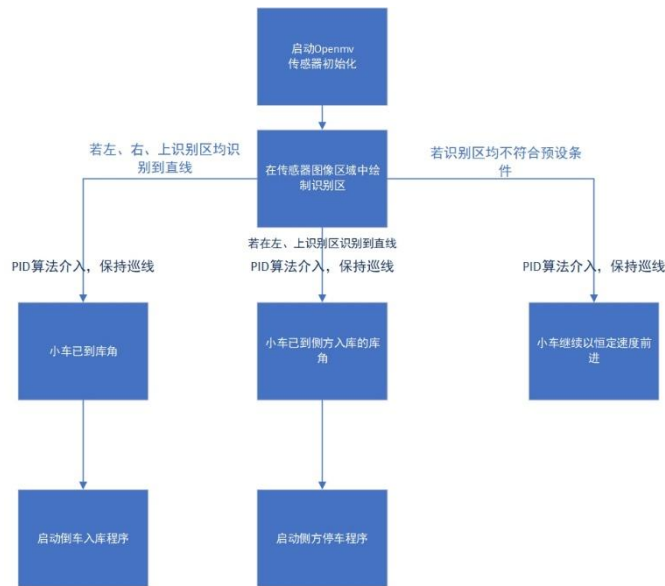 启动Openmv
传感器初始化
若左、右、上识别区均识
别到直线
在传感器图像区域中绘
制识别区
若识别区均不符合预设条
件
若在左、上识别区识别到直线
PID算法介入，保持巡线
PID算法介入，保持巡线
PID算法介入，保持巡线
小车已到库角
小车已到侧方入库的库
角
小车继续以恒定速度前
进
启动倒车入库程序
启动侧方停车程序